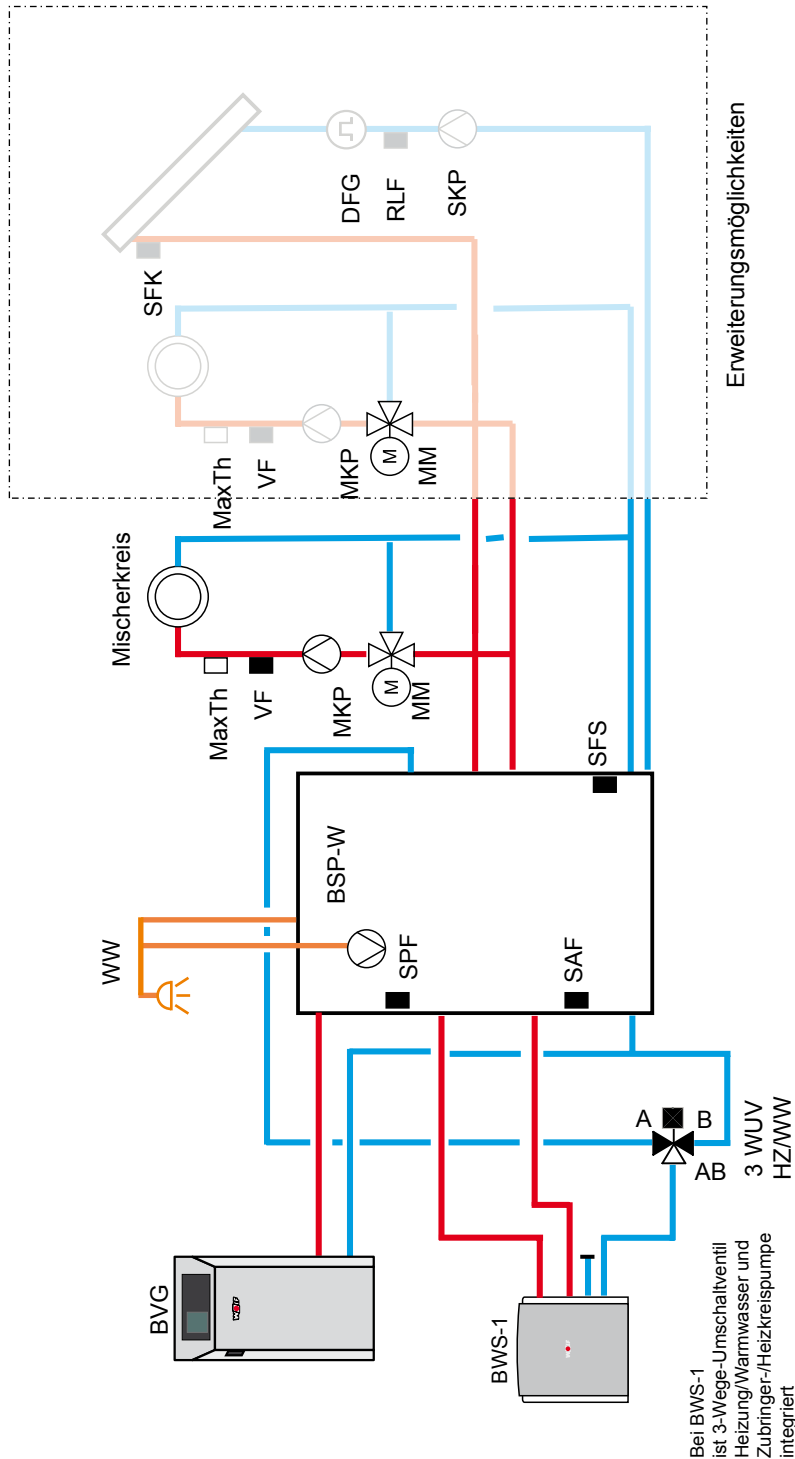 BVG
WOLF
BWS-1
Bei BWS-1
ist 3-Wege-Umschaltventil
Heizung/Warmwasser und
Zubringer-/Heizkreispumpe
integriert
WW
BSP-W
SPF
SAF
SFS
A
B
AB
3 WUV
HZ/WW
Mischerkreis
MaxTh
VF
MKP
M
MM
MaxTh
VF
MKP
M
MM
SFK
DFG
RLF
SKP
Erweiterungsmöglichkeiten